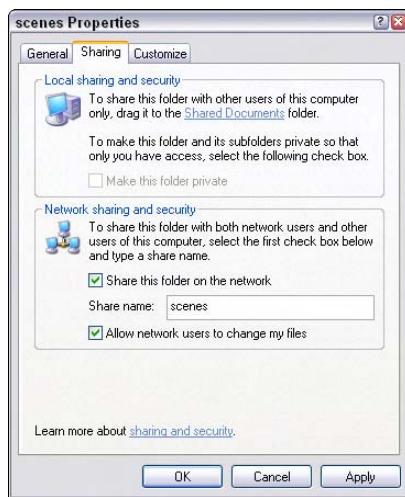 scenes Properties
General Sharing Customize
Local sharing and security
To share this folder with other users of this computer
only, drag it to the Shared Documents folder.
To make this folder and its subfolders private so that
only you have access, select the following check box.
Make this folder private
Network sharing and security
To share this folder with both network users and other
users of this computer, select the first check box below
and type a share name.
Share this folder on the network
Share name: scenes
Allow network users to change my files
Learn more about sharing and security.
OK Cancel Apply